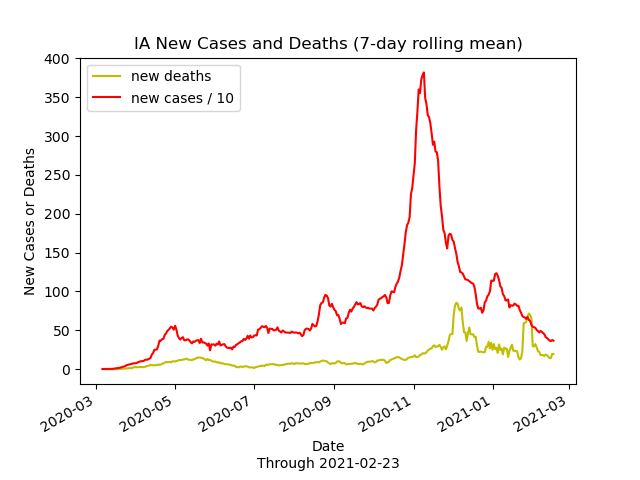 IA New Cases and Deaths (7-day rolling mean)
new deaths
new cases / 10
New Cases or Deaths
400
350
300
250
200
150
100
50
0
2020-03
2020-05
2020-07
2020-09
2020-11
2021-01
2021-03
Date
Through 2021-02-23